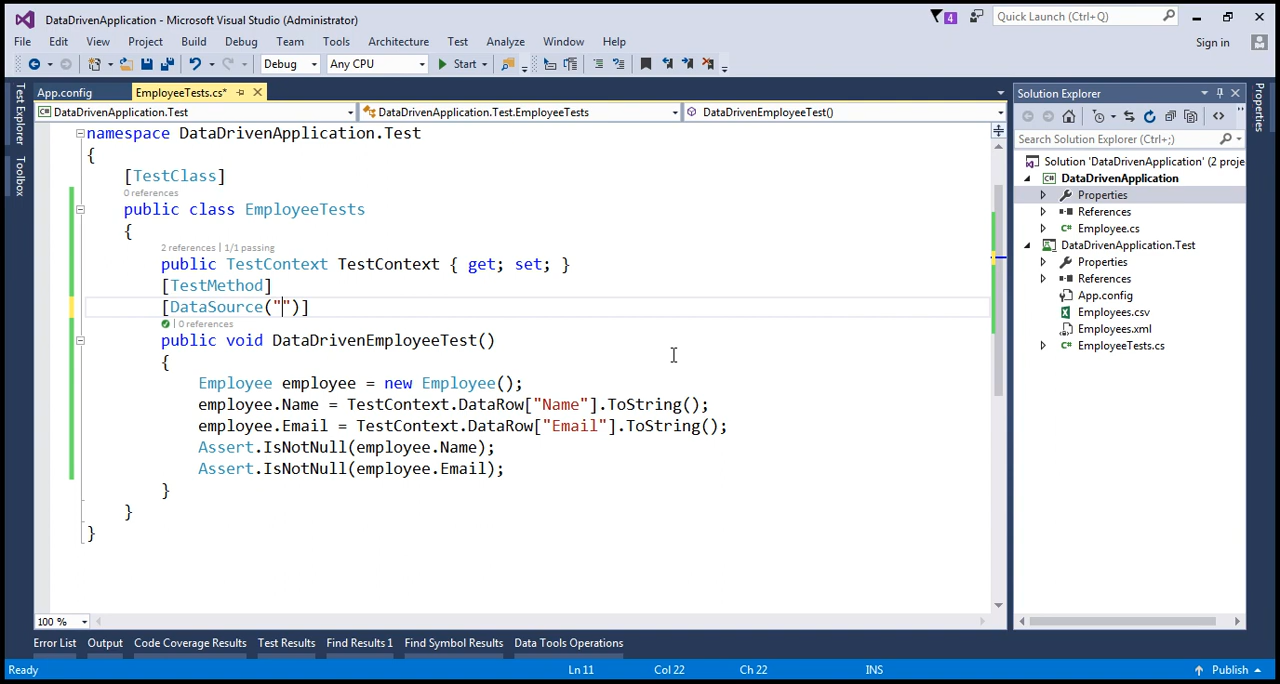 DataDrivenApplication - Microsoft Visual Studio (Administrator)
4
Quick Launch (Ctrl+Q)
File Edit View Project Build Debug Team Tools Architecture Test Analyze Window Help
Sign in
Debug Any CPU Start
Test Explorer
Toolbox
App.config EmployeeTests.cs*
DataDrivenApplication.Test DataDrivenApplication.Test.EmployeeTests DataDrivenEmployeeTest()
namespace DataDrivenApplication.Test
{
[TestClass]
0 references
public class EmployeeTests
{
2 references | 1/1 passing
public TestContext TestContext { get; set; }
[TestMethod]
[DataSource("")]
| 0 references
public void DataDrivenEmployeeTest()
{
Employee employee = new Employee();
employee.Name = TestContext.DataRow["Name"].ToString();
employee.Email = TestContext.DataRow["Email"].ToString();
Assert.IsNotNull(employee.Name);
Assert.IsNotNull(employee.Email);
}
}
}
100 %
Solution Explorer
Search Solution Explorer (Ctrl+;)
Solution 'DataDrivenApplication' (2 proje
DataDrivenApplication
Properties
References
C# Employee.cs
DataDrivenApplication.Test
Properties
References
App.config
Employees.csv
Employees.xml
C# EmployeeTests.cs
Properties
Error List Output Code Coverage Results Test Results Find Results 1 Find Symbol Results Data Tools Operations
Ready Ln 11 Col 22 Ch 22 INS Publish